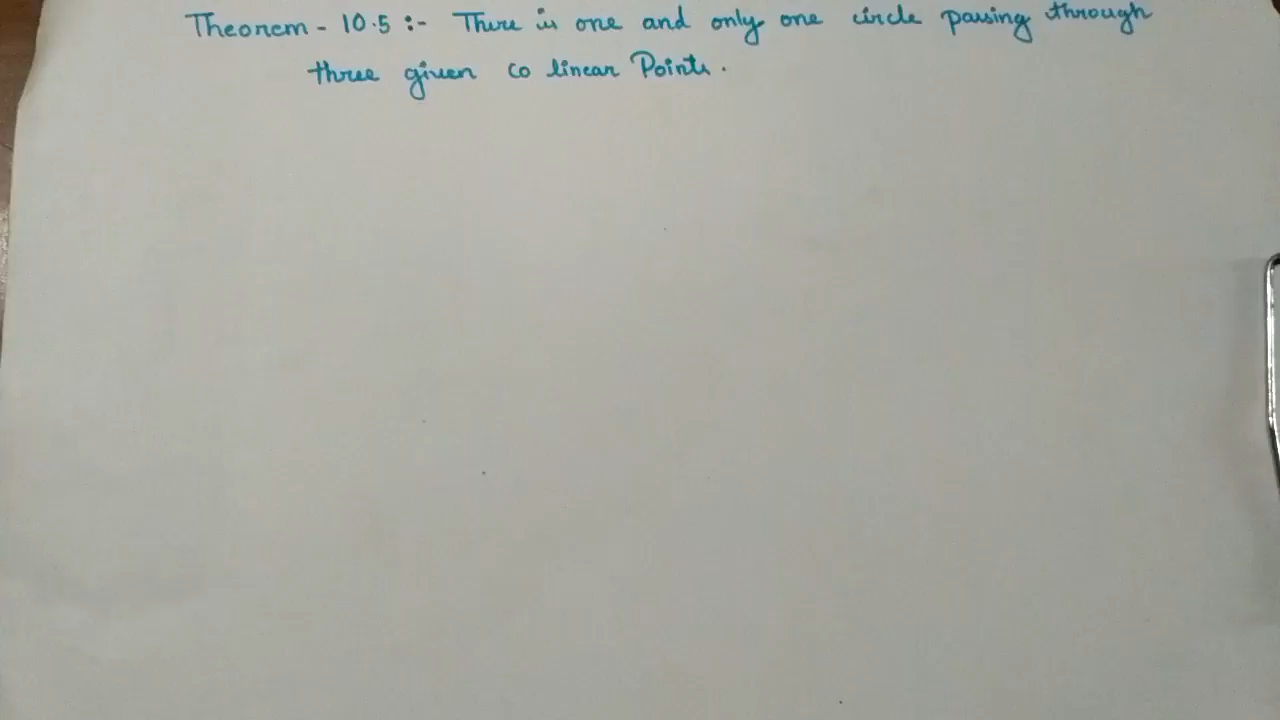 Theorem - 10.5 :- There is one and only one circle passing through
three given co linear Points.